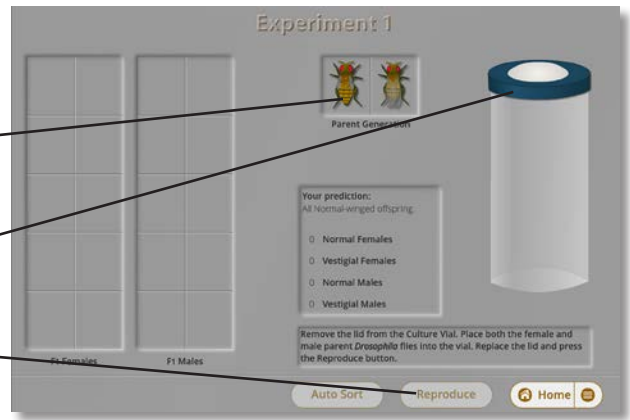 Experiment 1
Parent Generation
Your prediction:
All Normal-winged offspring.
0 Normal Females
0 Vestigial Females
0 Normal Males
0 Vestigial Males
Remove the lid from the Culture Vial. Place both the female and
male parent Drosophila flies into the vial. Replace the lid and press
the Reproduce button.
F1 Females
F1 Males
Auto Sort
Reproduce
Home